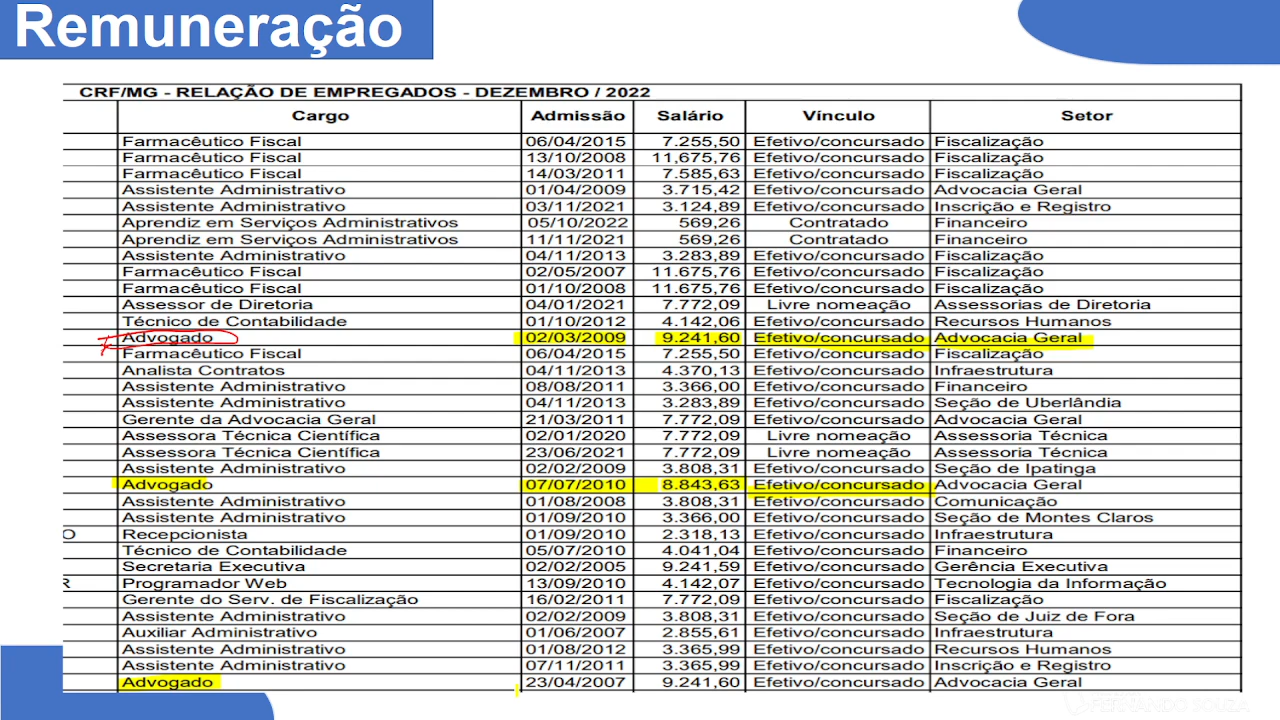 Remuneração
CRF/MG - RELAÇÃO DE EMPREGADOS - DEZEMBRO / 2022
Cargo Admissão Salário Vínculo Setor
Farmacêutico Fiscal 06/04/2015 7.255,50 Efetivo/concursado Fiscalização
Farmacêutico Fiscal 13/10/2008 11,675,76 Efetivo/concursado Fiscalização
Farmacêutico Fiscal 14/03/2011 7.585,63 Efetivo/concursado Fiscalização
Assistente Administrativo 01/04/2009 3.715,42 Efetivo/concursado Advocacia Geral
Assistente Administrativo 03/11/2021 3.124,89 Efetivo/concursado Inscrição e Registro
Aprendiz em Serviços Administrativos 05/10/2022 569,26 Contratado Financeiro
Aprendiz em Serviços Administrativos 11/11/2021 569,26 Contratado Financeiro
Assistente Administrativo 04/11/2013 3.283,89 Efetivo/concursado Fiscalização
Farmacêutico Fiscal 02/05/2007 11.675,76 Efetivo/concursado Fiscalização
Farmacêutico Fiscal 01/10/2008 11.675,76 Efetivo/concursado Fiscalização
Assessor de Diretoria 04/01/2021 7.772,09 Livre nomeação Assessorias de Diretoria
Técnico de Contabilidade 01/10/2012 4.142,06 Efetivo/concursado Recursos Humanos
Advogado 02/03/2009 9.241,60 Efetivo/concursado Advocacia Geral
Farmacêutico Fiscal 06/04/2015 7.255,50 Efetivo/concursado Fiscalização
Analista Contratos 04/11/2013 4.370,13 Efetivo/concursado Infraestrutura
Assistente Administrativo 08/08/2011 3.366,00 Efetivo/concursado Financeiro
Assistente Administrativo 04/11/2013 3.283,89 Efetivo/concursado Seção de Uberlândia
Gerente da Advocacia Geral 21/03/2011 7.772,09 Efetivo/concursado Advocacia Geral
Assessora Técnica Científica 02/01/2020 7.772,09 Livre nomeação Assessoria Técnica
Assessora Técnica Científica 23/06/2021 7.772,09 Livre nomeação Assessoria Técnica
Assistente Administrativo 02/02/2009 3.808,31 Efetivo/concursado Seção de Ipatinga
Advogado 07/07/2010 8.843,63 Efetivo/concursado Advocacia Geral
Assistente Administrativo 01/08/2008 3.808,31 Efetivo/concursado Comunicação
Assistente Administrativo 01/09/2010 3.366,00 Efetivo/concursado Seção de Montes Claros
O Recepcionista 01/09/2010 2.318,13 Efetivo/concursado Infraestrutura
Técnico de Contabilidade 05/07/2010 4.041,04 Efetivo/concursado Financeiro
Secretaria Executiva 02/02/2005 9.241,59 Efetivo/concursado Gerência Executiva
R Programador Web 13/09/2010 4.142,07 Efetivo/concursado Tecnologia da Informação
Gerente do Serv. de Fiscalização 16/02/2011 7.772,09 Efetivo/concursado Fiscalização
Assistente Administrativo 02/02/2009 3.808,31 Efetivo/concursado Seção de Juiz de Fora
Auxiliar Administrativo 01/06/2007 2.855,61 Efetivo/concursado Infraestrutura
Assistente Administrativo 01/08/2012 3.365,99 Efetivo/concursado Recursos Humanos
Assistente Administrativo 07/11/2011 3.365,99 Efetivo/concursado Inscrição e Registro
Advogado 23/04/2007 9.241,60 Efetivo/concursado Advocacia Geral
FERNANDO SOUZA